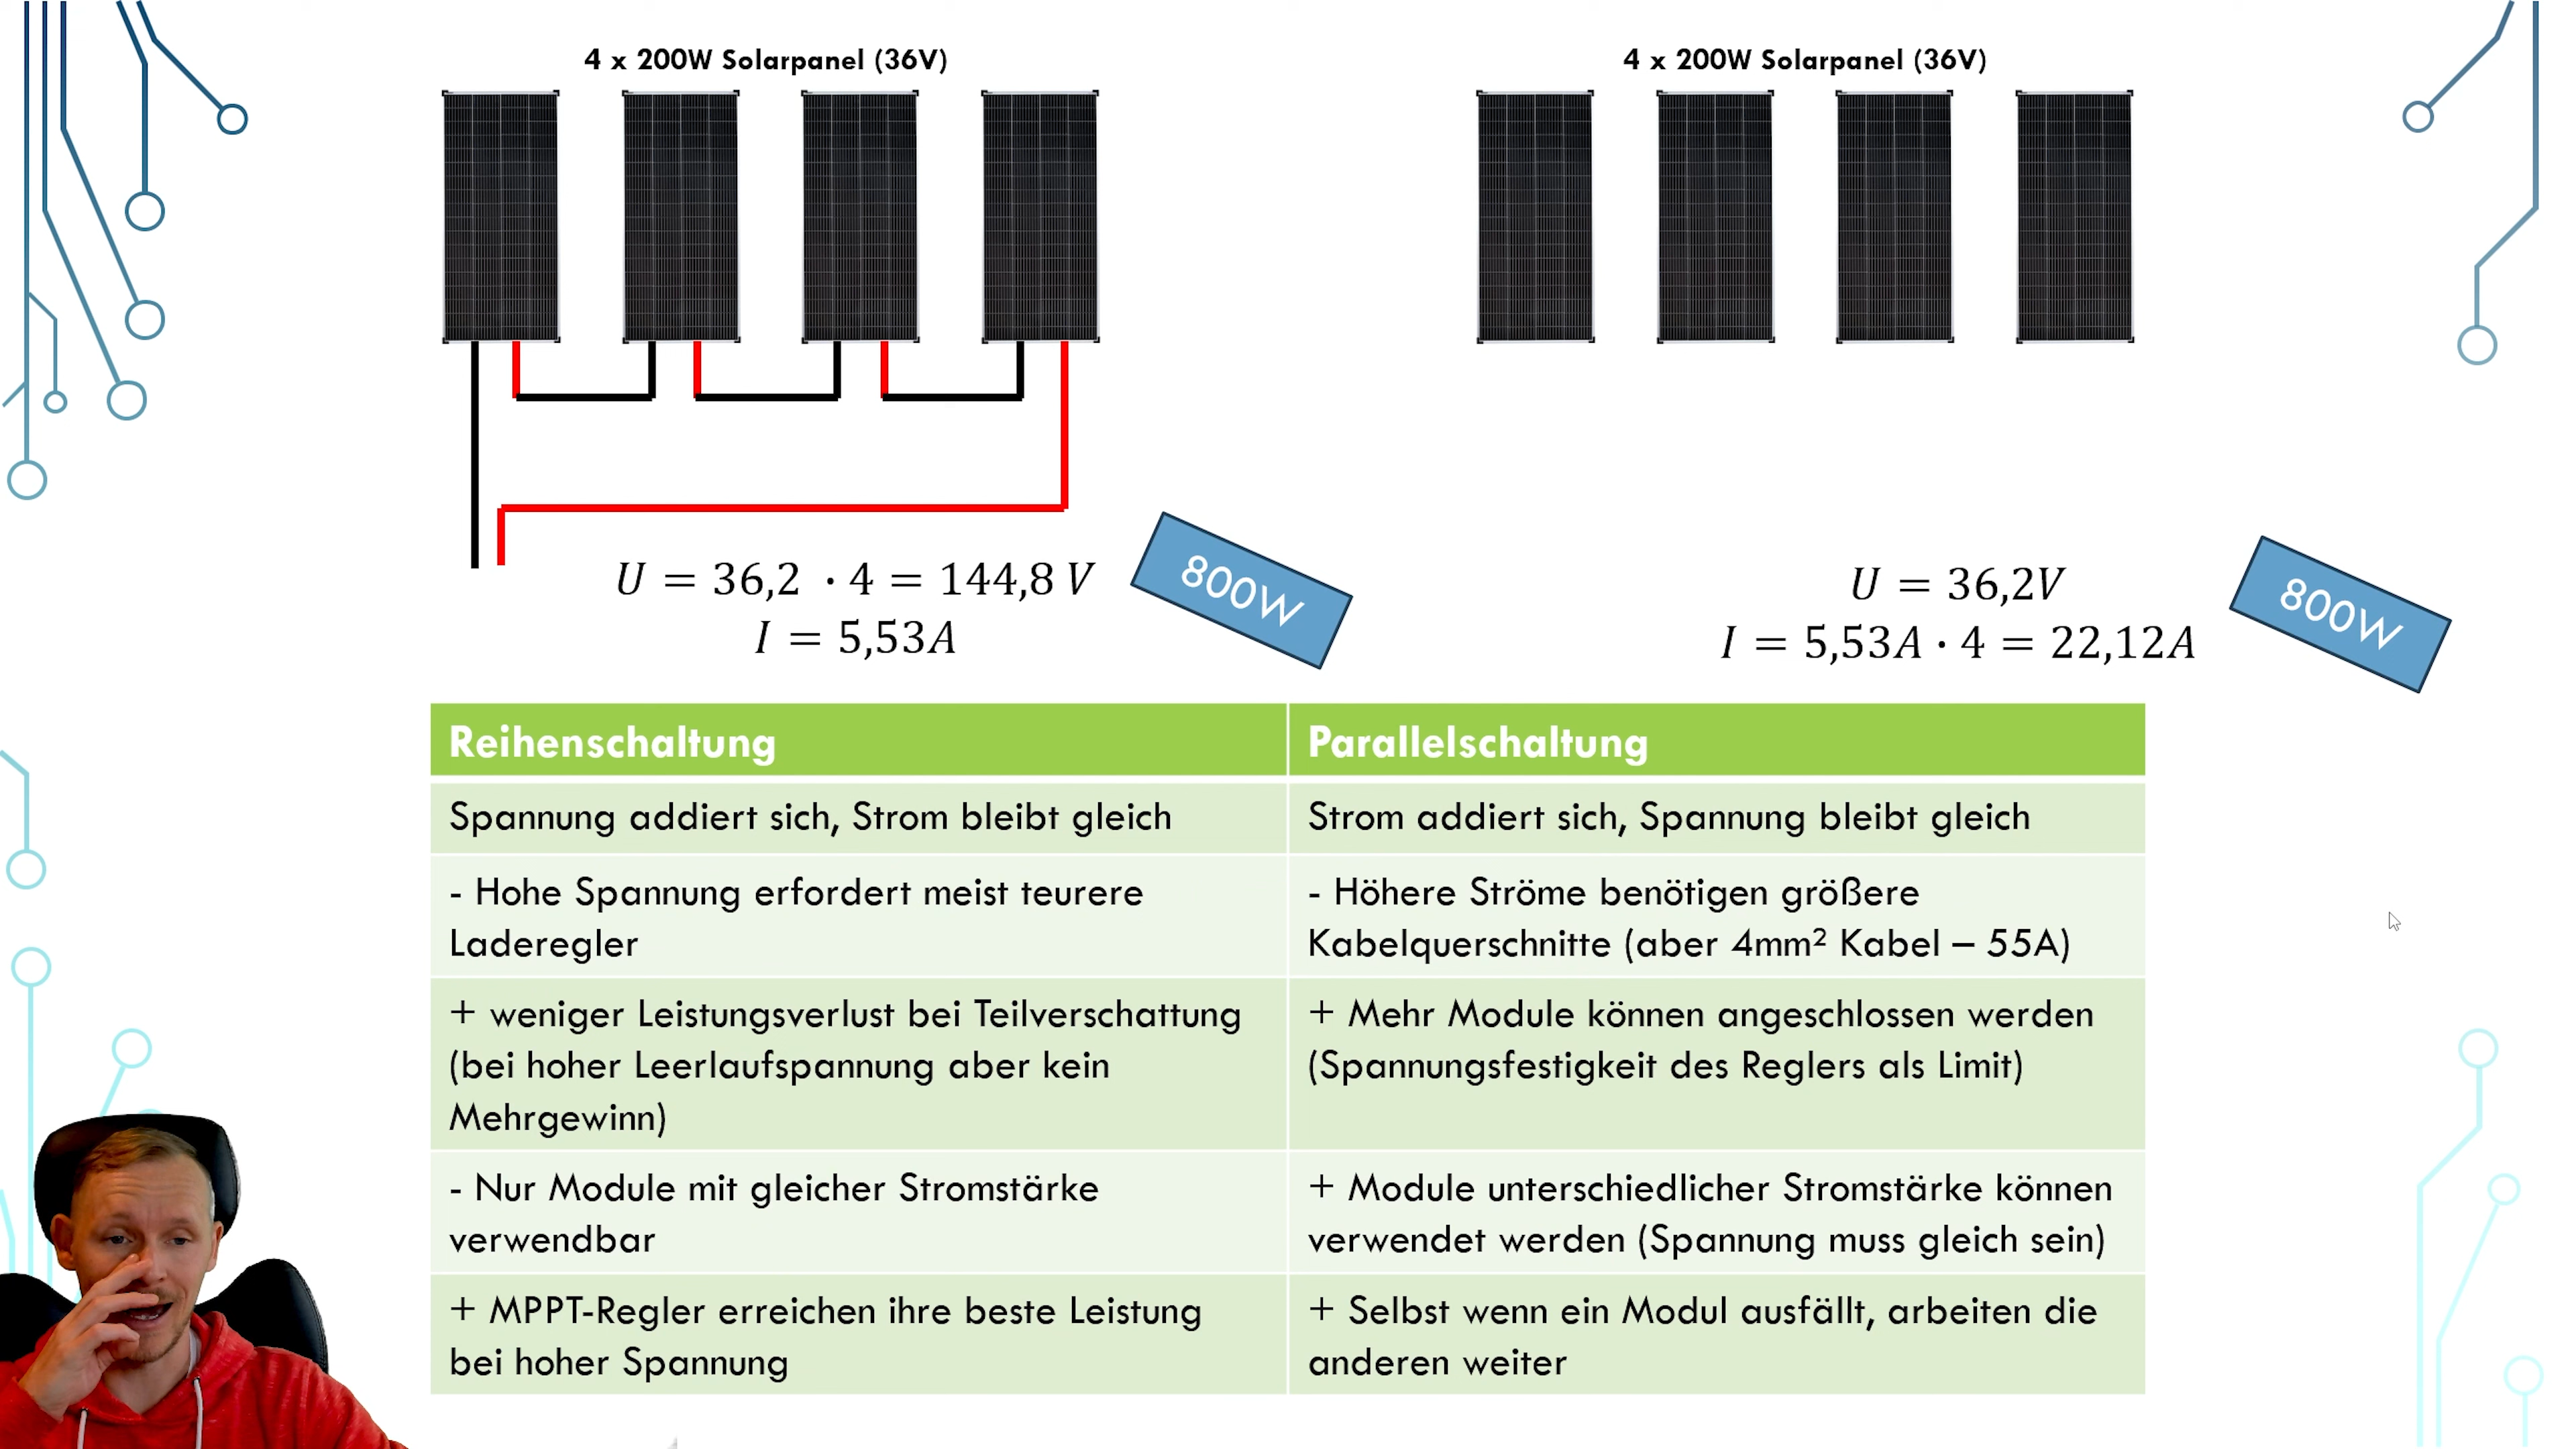 4 x 200W Solarpanel (36V)
4 x 200W Solarpanel (36V)
U = 36,2 · 4 = 144,8 V
I = 5,53A
800W
U = 36,2V
I = 5,53A · 4 = 22,12A
800W
Reihenschaltung
Parallelschaltung
Spannung addiert sich, Strom bleibt gleich
Strom addiert sich, Spannung bleibt gleich
- Hohe Spannung erfordert meist teurere
Laderegler
- Höhere Ströme benötigen größere
Kabelquerschnitte (aber 4mm² Kabel – 55A)
+ weniger Leistungsverlust bei Teilverschattung
(bei hoher Leerlaufspannung aber kein
Mehrgewinn)
+ Mehr Module können angeschlossen werden
(Spannungsfestigkeit des Reglers als Limit)
- Nur Module mit gleicher Stromstärke
verwendbar
+ Module unterschiedlicher Stromstärke können
verwendet werden (Spannung muss gleich sein)
+ MPPT-Regler erreichen ihre beste Leistung
bei hoher Spannung
+ Selbst wenn ein Modul ausfällt, arbeiten die
anderen weiter